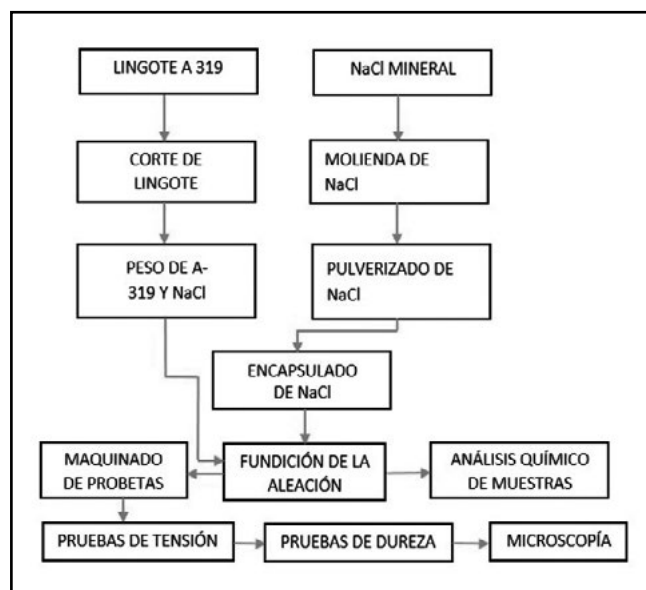 LINGOTE A 319
NaCl MINERAL
CORTE DE
LINGOTE
MOLIENDA DE
NaCl
PESO DE A-
319 Y NaCl
PULVERIZADO DE
NaCl
ENCAPSULADO
DE NaCl
MAQUINADO
DE PROBETAS
FUNDICIÓN DE LA
ALEACIÓN
ANÁLISIS QUÍMICO
DE MUESTRAS
PRUEBAS DE TENSIÓN
PRUEBAS DE DUREZA
MICROSCOPÍA